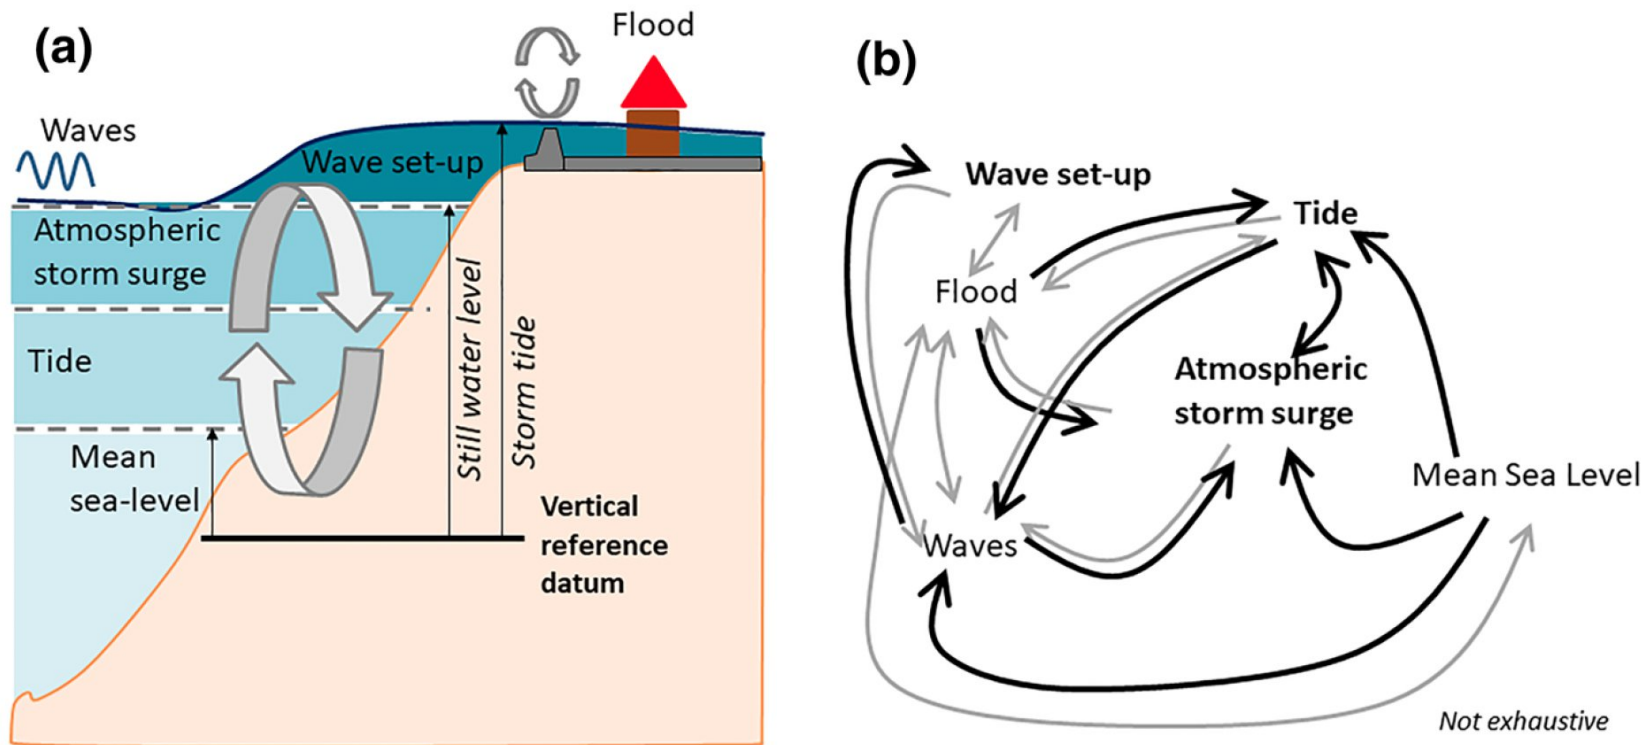 (a)
Flood
Waves
Wave set-up
Atmospheric
storm surge
Tide
Mean
sea-level
Still water level
Storm tide
Vertical
reference
datum
(b)
Wave set-up
Tide
Flood
Atmospheric
storm surge
Mean Sea Level
Waves
Not exhaustive